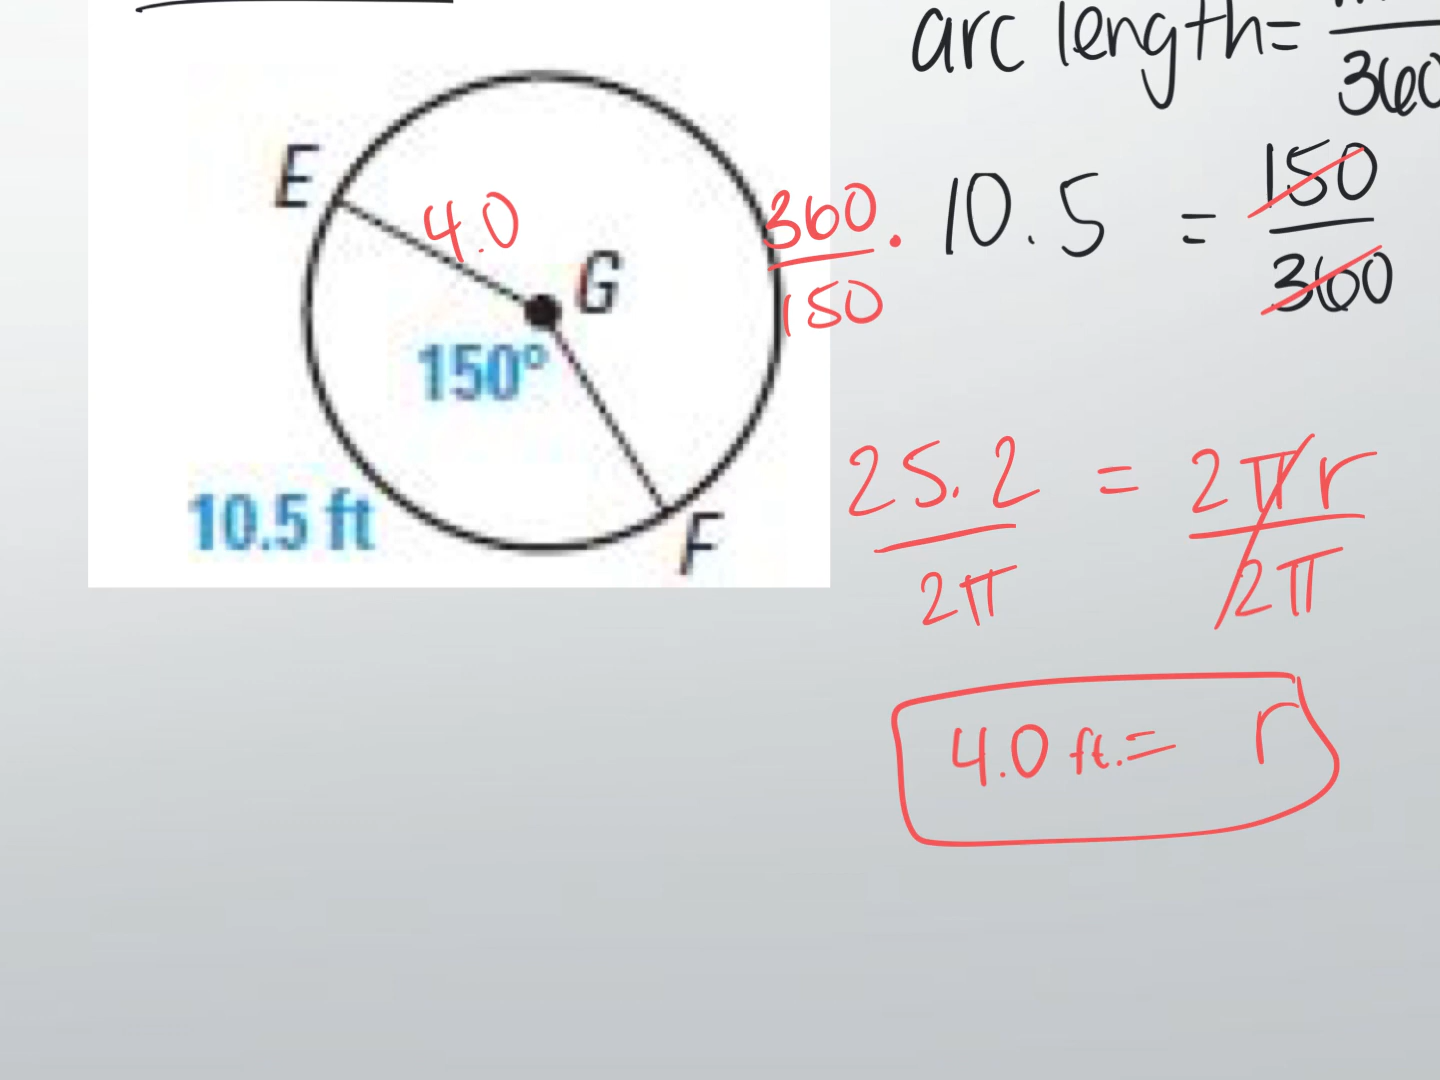 arc length=
360
E
4.0
G
150°
10.5 ft
F
360/150 · 10.5 = 150/360
25.2/2π = 2πr/2π
4.0 ft. = r